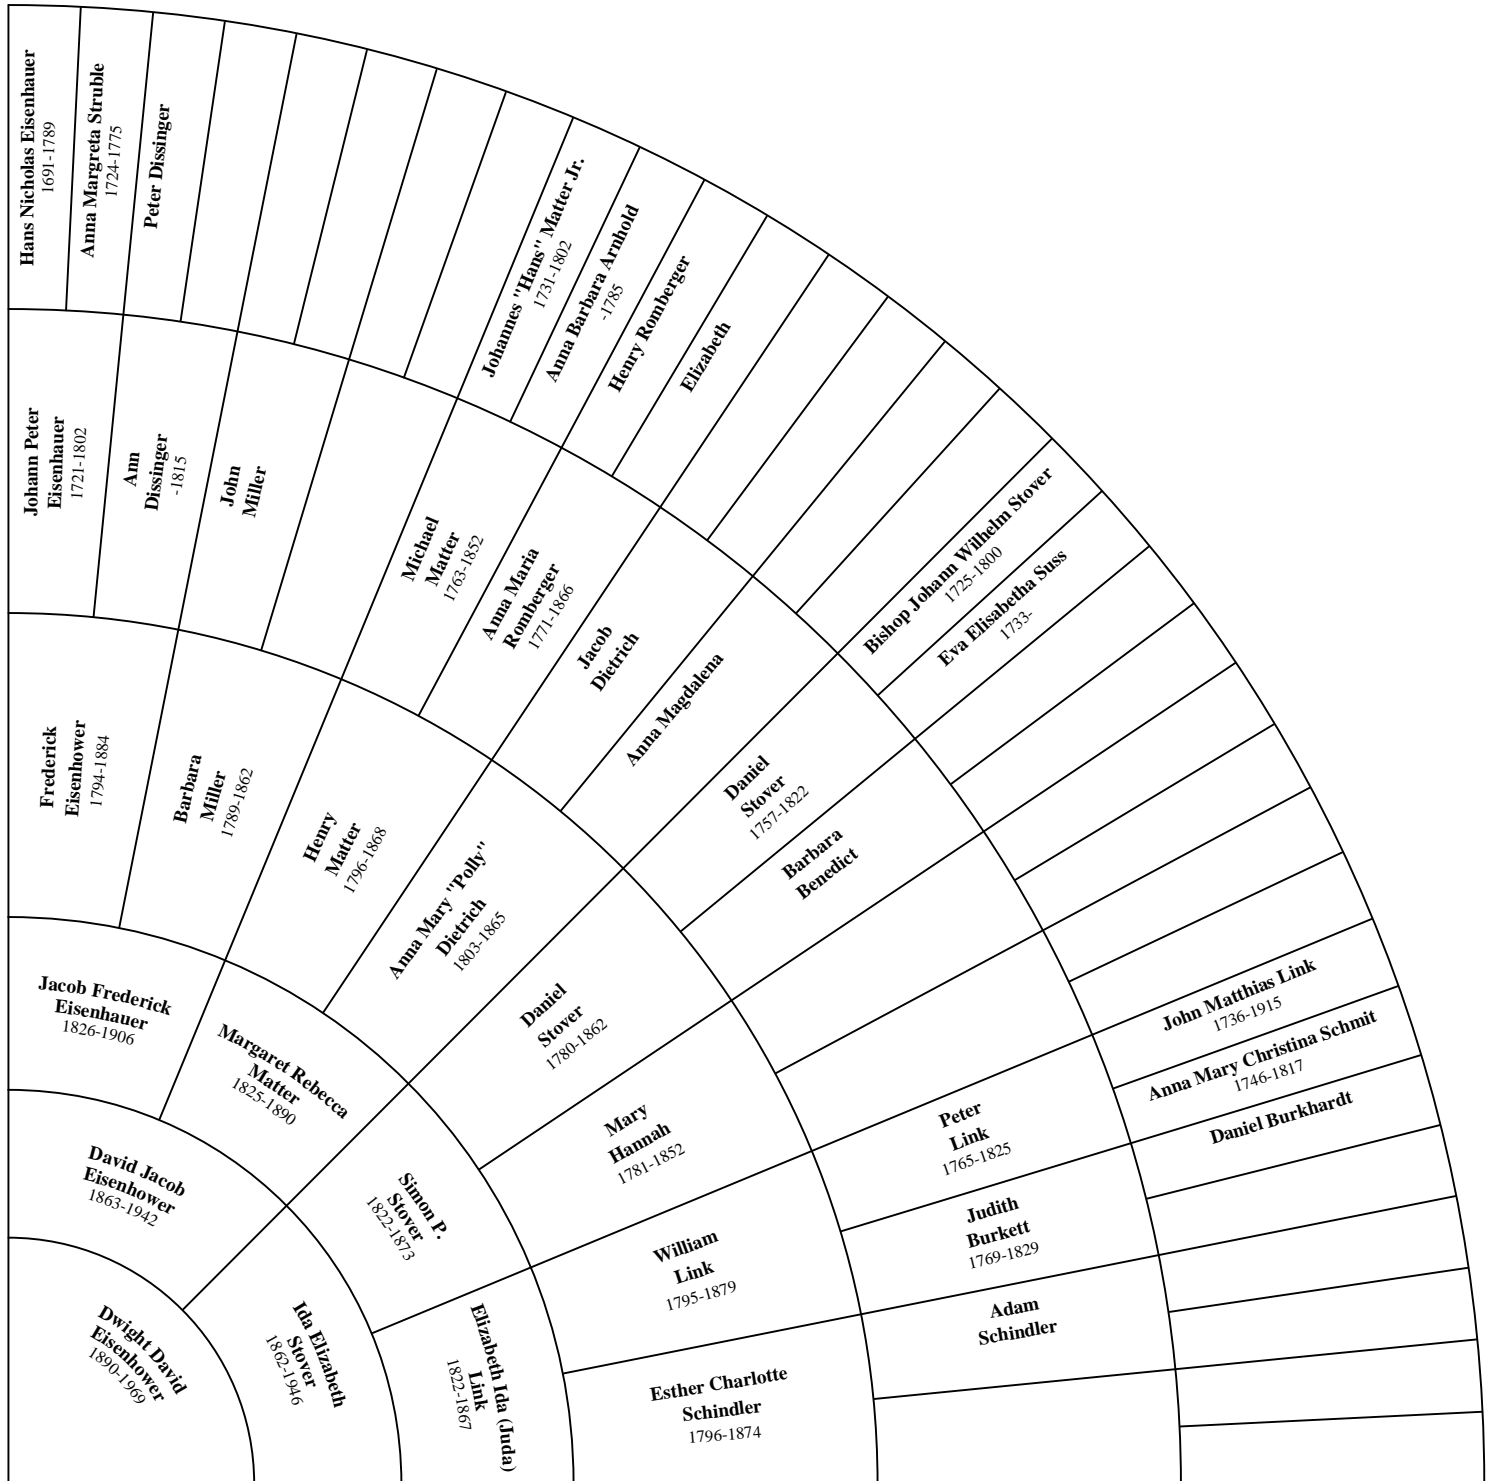 Hans Nicholas Eisenhauer
1691-1789
Anna Margreta Struble
1724-1775
Peter Dissinger
Johannes "Hans" Matter Jr.
1731-1802
Anna Barbara Arnhold
-1785
Henry Romberger
Elizabeth
Bishop Johann Wilhelm Stover
1725-1800
Eva Elisabetha Suss
1733-
John Matthias Link
1736-1915
Anna Mary Christina Schmit
1746-1817
Daniel Burkhardt
Johann Peter
Eisenhauer
1721-1802
Ann
Dissinger
-1815
John
Miller
Michael
Matter
1763-1852
Anna Maria
Romberger
1771-1866
Jacob
Dietrich
Anna Magdalena
Daniel
Stover
1757-1822
Barbara
Benedict
Peter
Link
1765-1825
Judith
Burkett
1769-1829
Adam
Schindler
Frederick
Eisenhower
1794-1884
Barbara
Miller
1789-1862
Henry
Matter
1796-1868
Anna Mary "Polly"
Dietrich
1803-1865
Daniel
Stover
1780-1862
Mary
Hannah
1781-1852
William
Link
1795-1879
Esther Charlotte
Schindler
1796-1874
Jacob Frederick
Eisenhauer
1826-1906
Margaret Rebecca
Matter
1825-1890
Simon P.
Stover
1822-1873
Elizabeth Ida (Juda)
Link
1822-1867
David Jacob
Eisenhower
1863-1942
Ida Elizabeth
Stover
1862-1946
Dwight David
Eisenhower
1890-1969